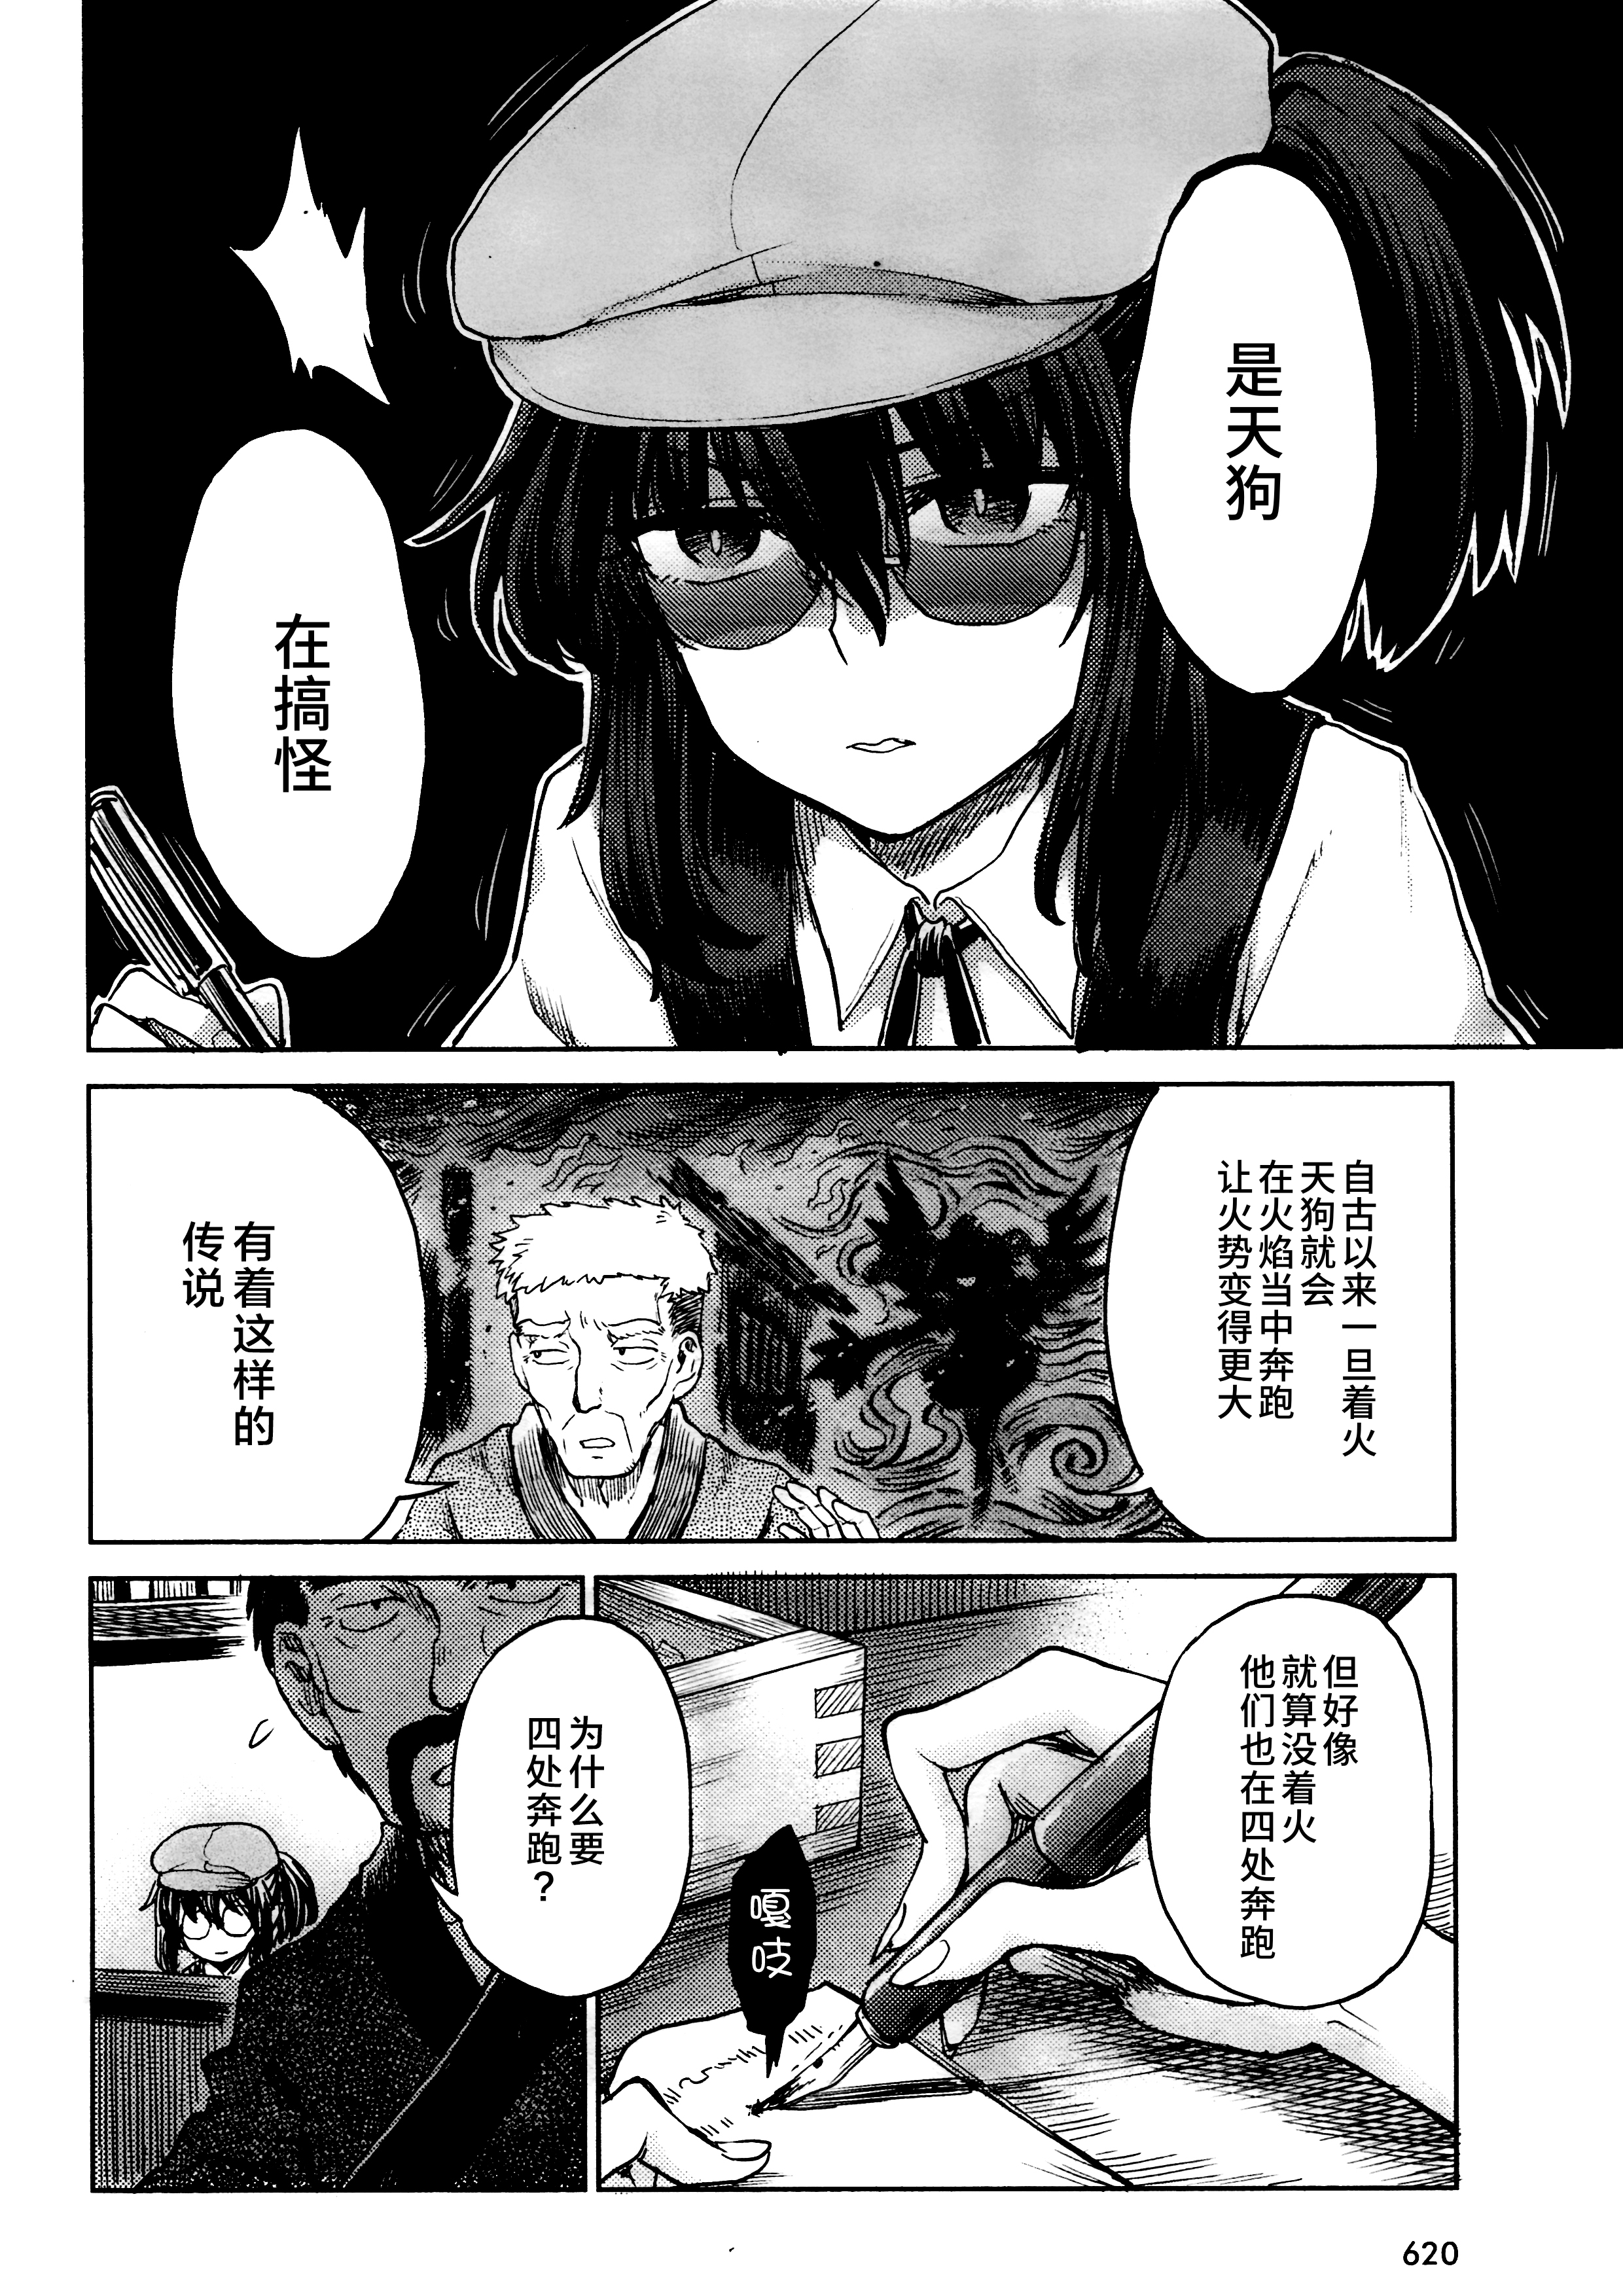 是天狗
在搞怪
自古以来一旦着火
天狗就会
在火焰当中奔跑
让火势变得更大
有着这样的
传说
但好像
就算没着火
他们也在四处奔跑
嘎吱
为什么要
四处奔跑？
620